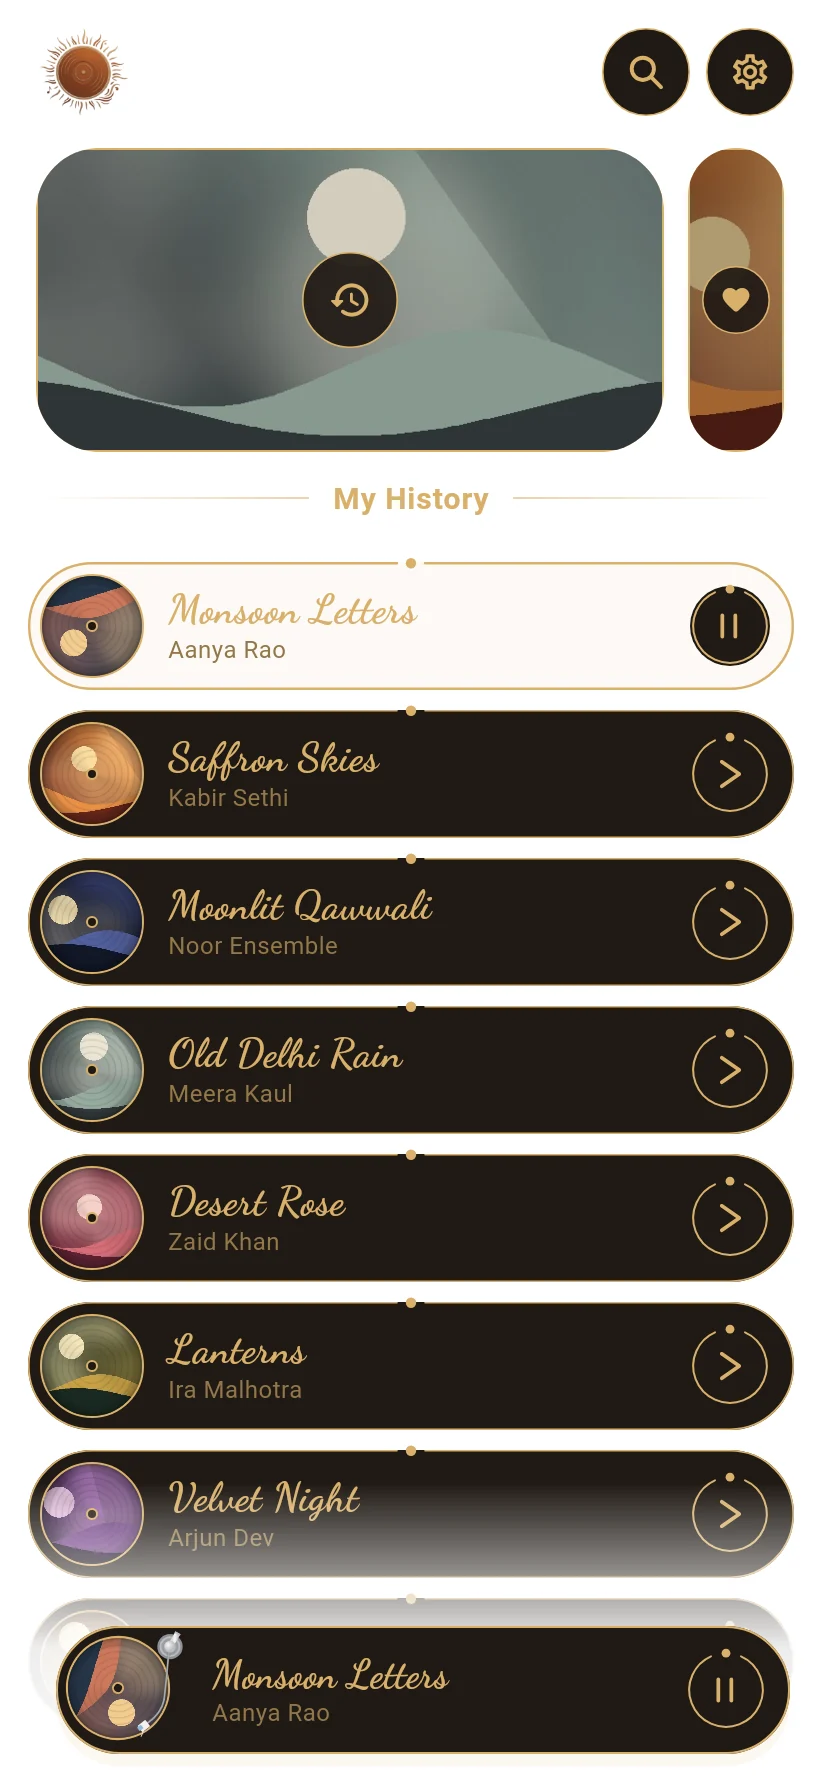 My History
Monsoon Letters
Aanya Rao
Saffron Skies
Kabir Sethi
Moonlit Qawwali
Noor Ensemble
Old Delhi Rain
Meera Kaul
Desert Rose
Zaid Khan
Lanterns
Ira Malhotra
Velvet Night
Arjun Dev
Monsoon Letters
Aanya Rao